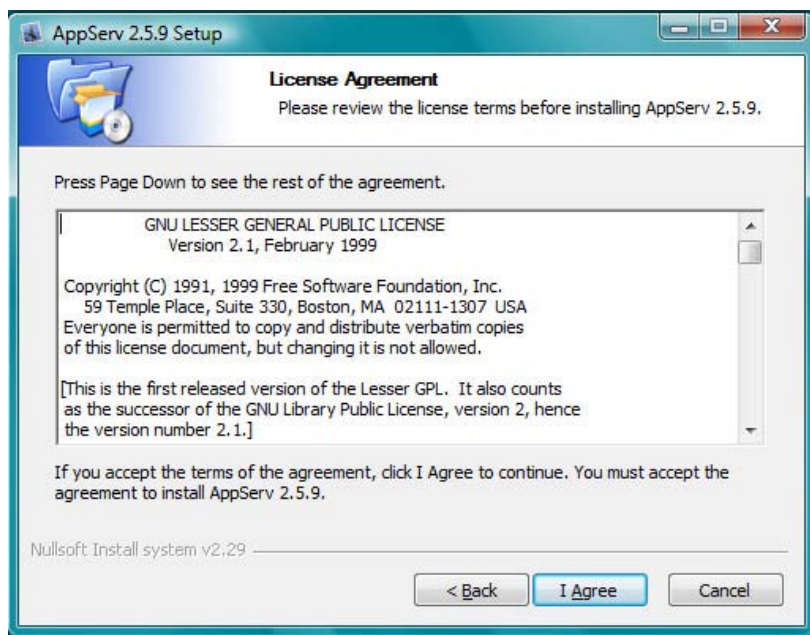 AppServ 2.5.9 Setup
License Agreement
Please review the license terms before installing AppServ 2.5.9.
Press Page Down to see the rest of the agreement.
GNU LESSER GENERAL PUBLIC LICENSE
Version 2.1, February 1999
Copyright (C) 1991, 1999 Free Software Foundation, Inc.
59 Temple Place, Suite 330, Boston, MA 02111-1307 USA
Everyone is permitted to copy and distribute verbatim copies
of this license document, but changing it is not allowed.
[This is the first released version of the Lesser GPL. It also counts
as the successor of the GNU Library Public License, version 2, hence
the version number 2.1.]
If you accept the terms of the agreement, click I Agree to continue. You must accept the
agreement to install AppServ 2.5.9.
Nullsoft Install system v2.29
< Back
I Agree
Cancel